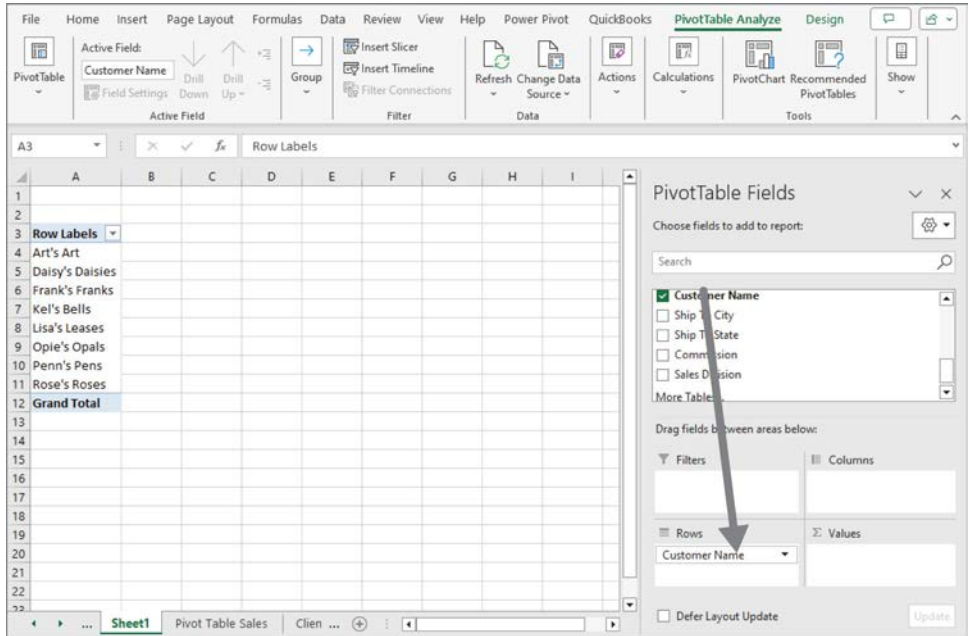 File Home Insert Page Layout Formulas Data Review View Help Power Pivot QuickBooks PivotTable Analyze Design
PivotTable
Active Field:
Customer Name
Field Settings
Drill Down
Drill Up
Active Field
Group
Insert Slicer
Insert Timeline
Filter Connections
Filter
Refresh
Change Data Source
Data
Actions
Calculations
PivotChart
Recommended PivotTables
Tools
Show
A3 fx Row Labels
A B C D E F G H I
1
2
3 Row Labels
4 Art's Art
5 Daisy's Daisies
6 Frank's Franks
7 Kel's Bells
8 Lisa's Leases
9 Opie's Opals
10 Penn's Pens
11 Rose's Roses
12 Grand Total
13
14
15
16
17
18
19
20
21
22
23
... Sheet1 Pivot Table Sales Clien ...
PivotTable Fields
Choose fields to add to report:
Search
Customer Name
Ship To City
Ship To State
Commission
Sales Division
More Tables...
Drag fields between areas below:
Filters
Columns
Rows
Σ Values
Customer Name
Defer Layout Update
Update